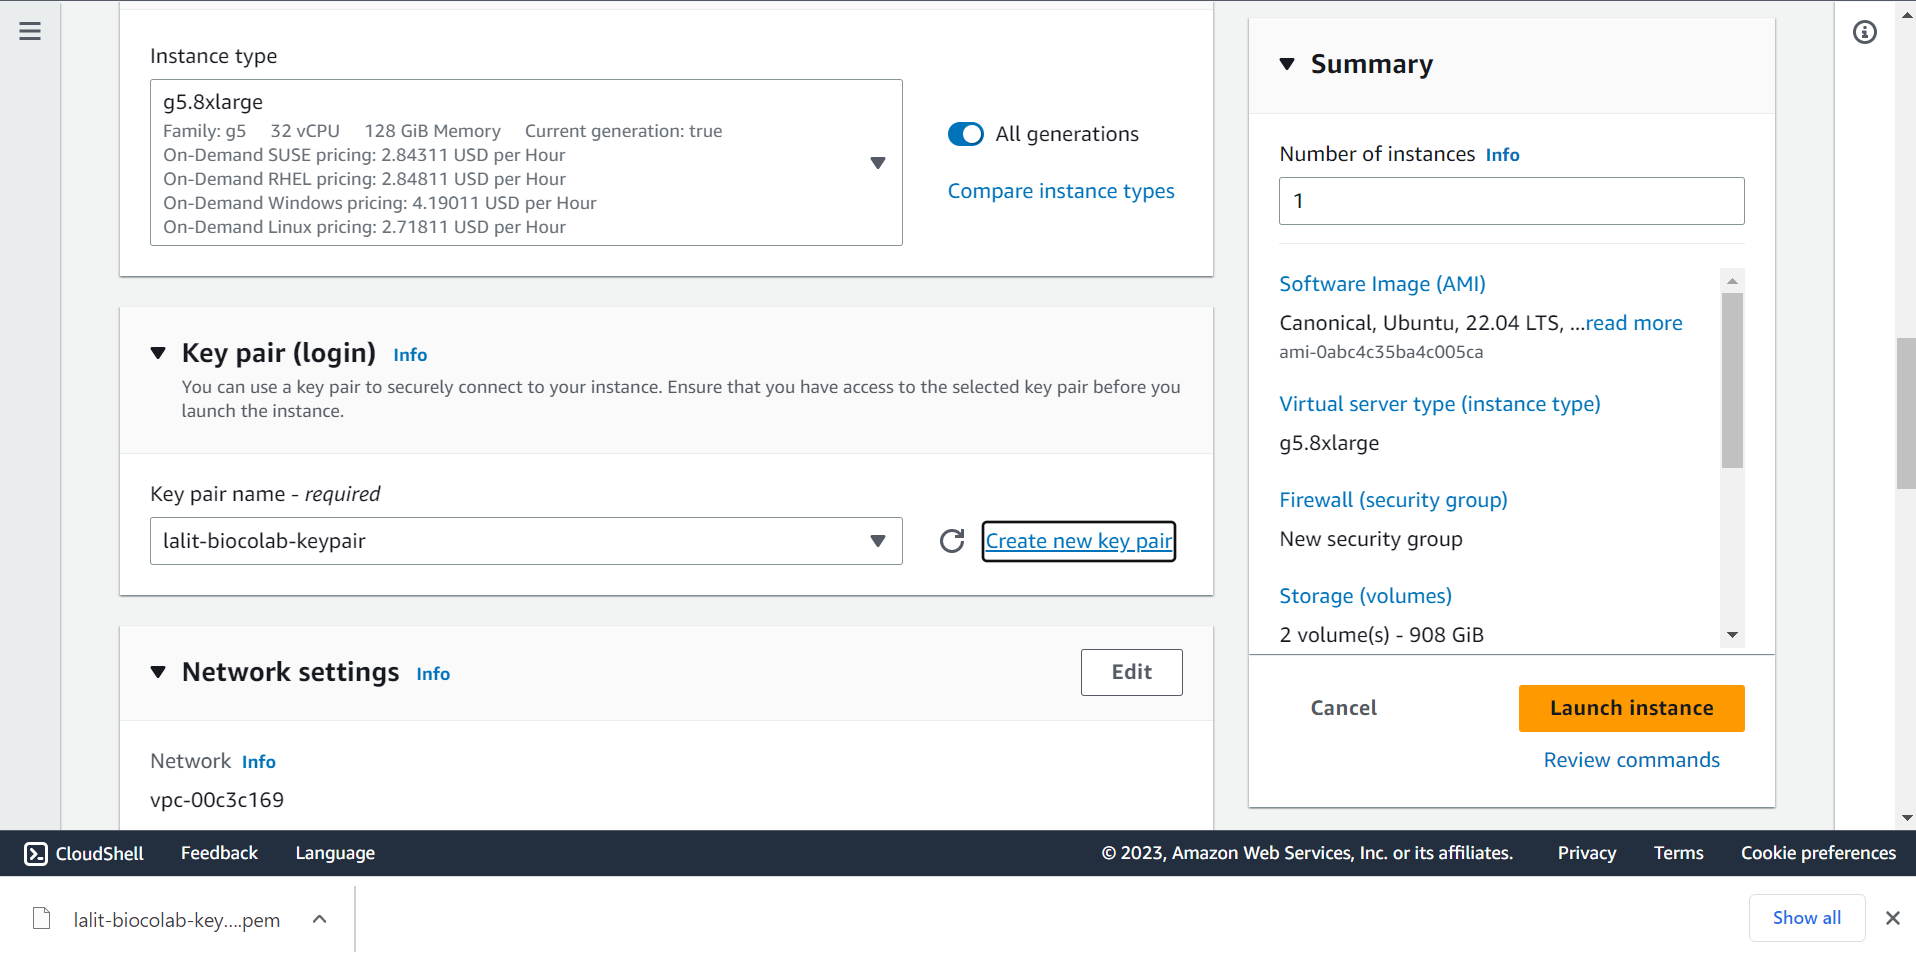 Instance type
g5.8xlarge
Family: g5 32 vCPU 128 GiB Memory Current generation: true
On-Demand SUSE pricing: 2.84311 USD per Hour
On-Demand RHEL pricing: 2.84811 USD per Hour
On-Demand Windows pricing: 4.19011 USD per Hour
On-Demand Linux pricing: 2.71811 USD per Hour
All generations
Compare instance types
Key pair (login) Info
You can use a key pair to securely connect to your instance. Ensure that you have access to the selected key pair before you
launch the instance.
Key pair name - required
lalit-biocolab-keypair
Create new key pair
Network settings Info
Edit
Network Info
vpc-00c3c169
Summary
Number of instances Info
1
Software Image (AMI)
Canonical, Ubuntu, 22.04 LTS, ...read more
ami-0abc4c35ba4c005ca
Virtual server type (instance type)
g5.8xlarge
Firewall (security group)
New security group
Storage (volumes)
2 volume(s) - 908 GiB
Cancel
Launch instance
Review commands
CloudShell Feedback Language © 2023, Amazon Web Services, Inc. or its affiliates. Privacy Terms Cookie preferences
lalit-biocolab-key....pem
Show all